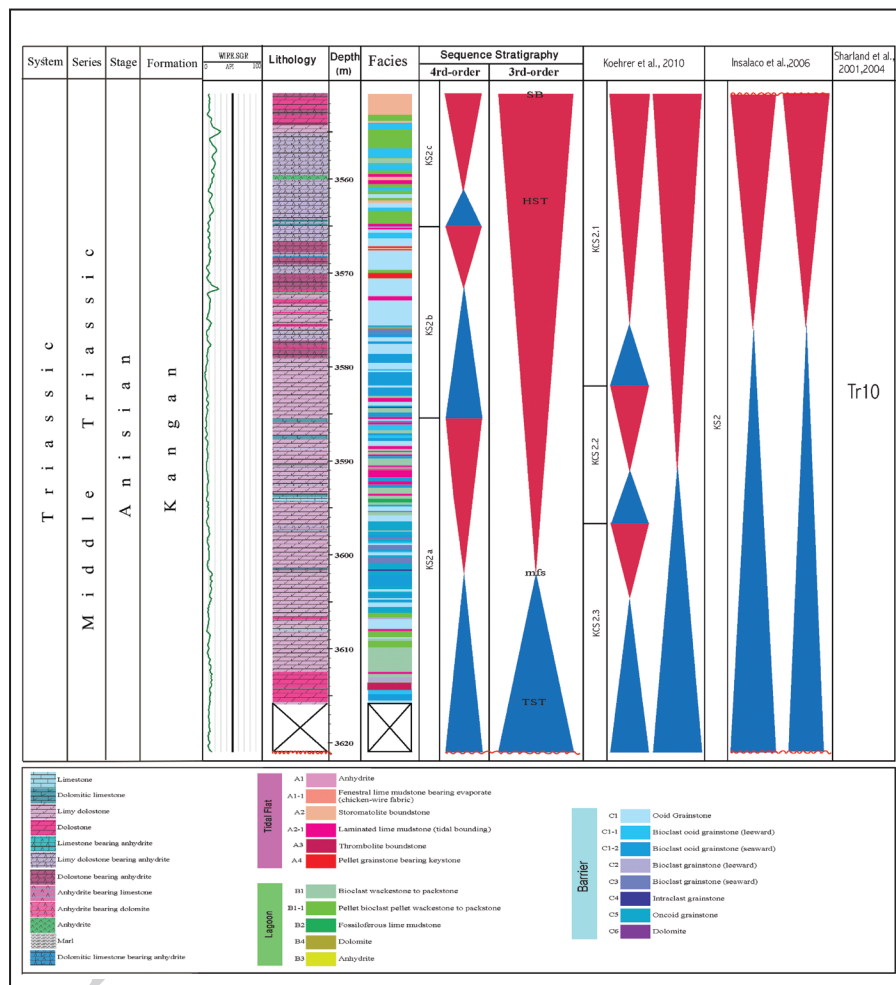 System Series Stage Formation
WIRE.SGR
0 API 100
Lithology
Depth
(m)
Facies
Sequence Stratigraphy
4rd-order 3rd-order
Koehrer et al., 2010
Insalaco et al.,2006
Sharland et al.,
2001,2004
Triassic
Middle Triassic
Anisian
Kangan
3560
3570
3580
3590
3600
3610
3620
KS2 c
KS2 b
KS2 a
SB
HST
mfs
TST
KCS 2.1
KCS 2.2
KCS 2.3
KS2
Tr10
Limestone
Dolomitic limestone
Limy dolostone
Dolostone
Limestone bearing anhydrite
Limy dolostone bearing anhydrite
Dolostone bearing anhydrite
Anhydrite bearing limestone
Anhydrite bearing dolomite
Anhydrite
Marl
Dolomitic limestone bearing anhydrite
Tidal Flat
A1 Anhydrite
A1-1 Fenestral lime mudstone bearing evaporate
(chicken-wire fabric)
A2 Storomatolite boundstone
A2-1 Laminated lime mudstone (tidal bounding)
A3 Thrombolite boundstone
A4 Pellet grainstone bearing keystone
Lagoon
B1 Bioclast wackestone to packstone
B1-1 Pellet bioclast pellet wackestone to packstone
B2 Fossiloferous lime mudstone
B4 Dolomite
B3 Anhydrite
Barrier
C1 Ooid Grainstone
C1-1 Bioclast ooid grainstone (leeward)
C1-2 Bioclast ooid grainstone (seaward)
C2 Bioclast grainstone (leeward)
C3 Bioclast grainstone (seaward)
C4 Intraclast grainstone
C5 Oncoid grainstone
C6 Dolomite